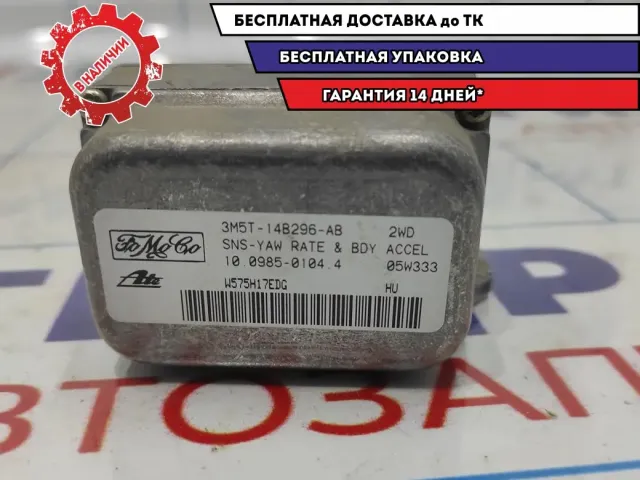 БЕСПЛАТНАЯ ДОСТАВКА до ТК
БЕСПЛАТНАЯ УПАКОВКА
ГАРАНТИЯ 14 ДНЕЙ*
В НАЛИЧИИ
3M5T-14B296-AB 2WD
FoMoCo SNS-YAW RATE & BDY ACCEL
10.0985-0104.4 05W333
Ate W575H17EDG HU
АВТОЗАП